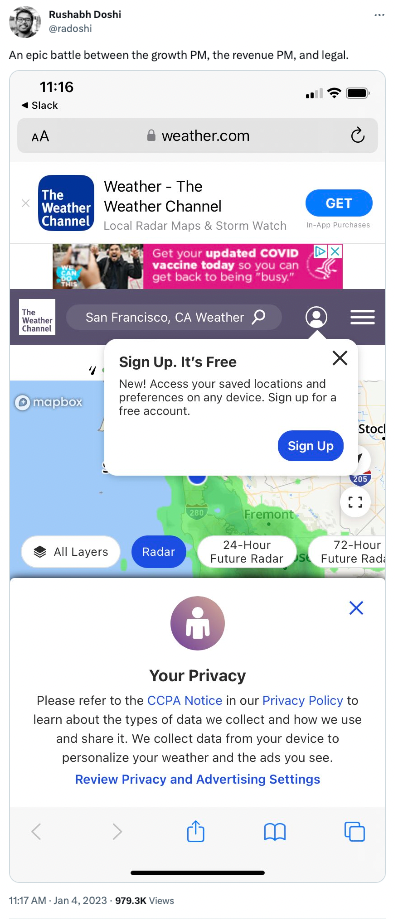 Rushabh Doshi
@radoshi
An epic battle between the growth PM, the revenue PM, and legal.
11:16
◀ Slack
AA
weather.com
The
Weather
Channel
Weather - The
Weather Channel
Local Radar Maps & Storm Watch
GET
In-App Purchases
WE
CAN DO
THIS
Get your updated COVID
vaccine today so you can
get back to being "busy."
The
Weather
Channel
San Francisco, CA Weather
Sign Up. It's Free
New! Access your saved locations and
preferences on any device. Sign up for a
free account.
Sign Up
mapbox
Stoc
205
280
Fremont
All Layers
Radar
24-Hour
Future Radar
72-Hour
Future Rada
Your Privacy
Please refer to the CCPA Notice in our Privacy Policy to
learn about the types of data we collect and how we use
and share it. We collect data from your device to
personalize your weather and the ads you see.
Review Privacy and Advertising Settings
11:17 AM · Jan 4, 2023 · 979.3K Views